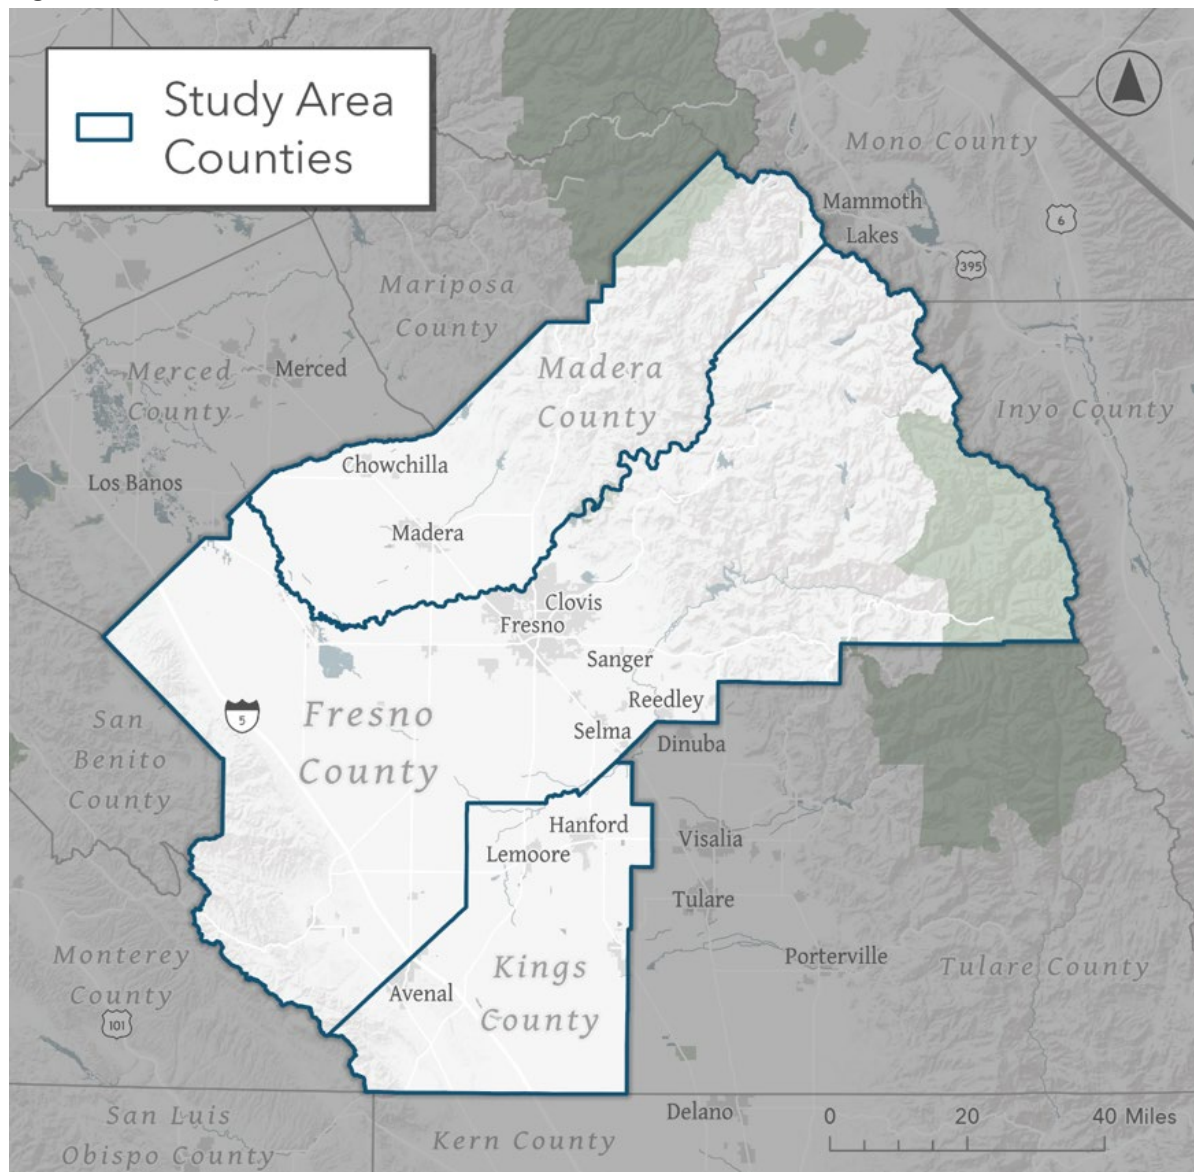 Study Area
Counties
Mono County
Mammoth
Lakes
6
395
Mariposa
County
Merced
County
Merced
Madera
County
Inyo County
Chowchilla
Los Banos
Madera
Clovis
Fresno
Sanger
Reedley
Selma
Dinuba
5
Fresno
County
San
Benito
County
Hanford
Lemoore
Visalia
Tulare
Porterville
Tulare County
Monterey
County
101
Kings
County
Avenal
San Luis
Obispo County
Kern County
Delano
0 20 40 Miles